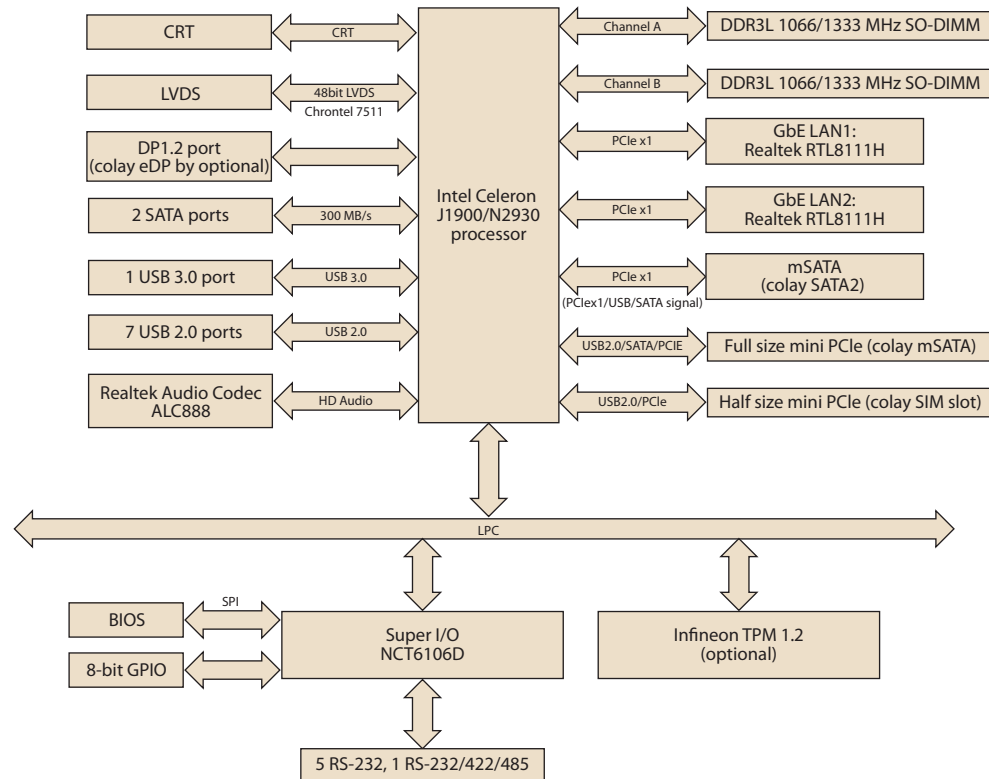 CRT
CRT
LVDS
48bit LVDS
Chrontel 7511
DP1.2 port
(colay eDP by optional)
2 SATA ports
300 MB/s
1 USB 3.0 port
USB 3.0
7 USB 2.0 ports
USB 2.0
Realtek Audio Codec
ALC888
HD Audio
Intel Celeron
J1900/N2930
processor
Channel A
DDR3L 1066/1333 MHz SO-DIMM
Channel B
DDR3L 1066/1333 MHz SO-DIMM
PCIe x1
GbE LAN1:
Realtek RTL8111H
PCIe x1
GbE LAN2:
Realtek RTL8111H
PCIe x1
(PCIex1/USB/SATA signal)
mSATA
(colay SATA2)
USB2.0/SATA/PCIE
Full size mini PCIe (colay mSATA)
USB2.0/PCIe
Half size mini PCIe (colay SIM slot)
LPC
BIOS
SPI
8-bit GPIO
Super I/O
NCT6106D
Infineon TPM 1.2
(optional)
5 RS-232, 1 RS-232/422/485